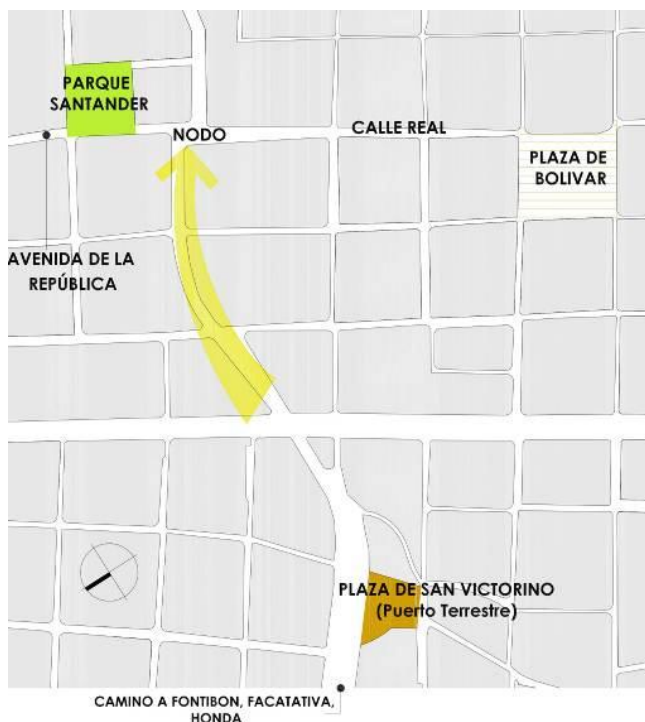 PARQUE
SANTANDER
NODO
CALLE REAL
PLAZA DE
BOLIVAR
AVENIDA DE LA
REPÚBLICA
PLAZA DE SAN VICTORINO
(Puerto Terrestre)
CAMINO A FONTIBON, FACATATIVA,
HONDA